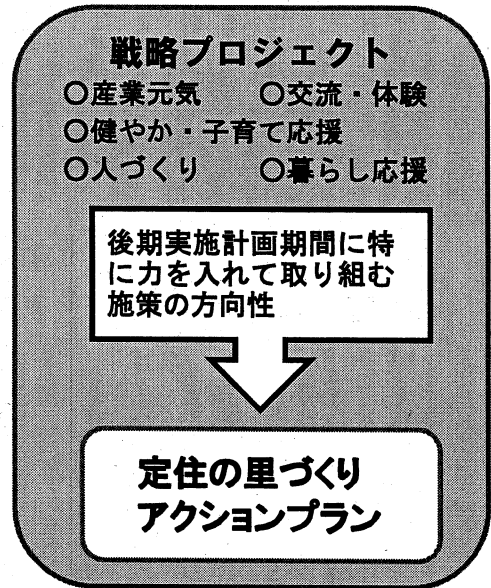 戦略プロジェクト
○産業元気　○交流・体験
○健やか・子育て応援
○人づくり　○暮らし応援
後期実施計画期間に特
に力を入れて取り組む
施策の方向性
定住の里づくり
アクションプラン